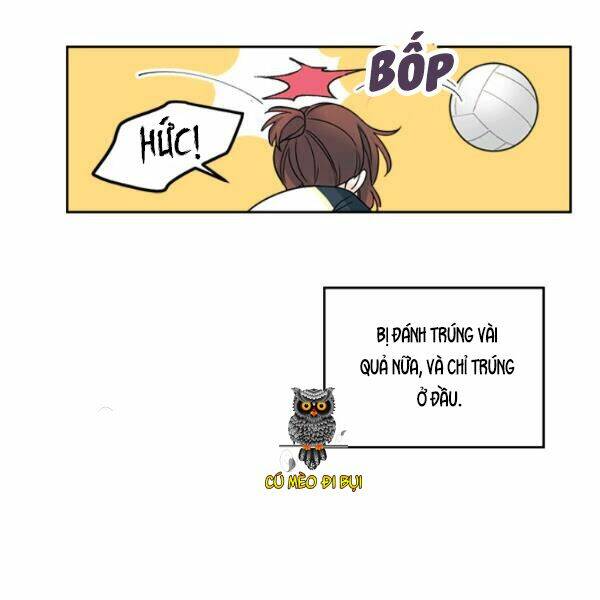 BỐP
HỨC!
BỊ ĐÁNH TRÚNG VÀI
QUẢ NỮA, VÀ CHỈ TRÚNG
Ở ĐẦU.
CÚ MÈO ĐI BỤI